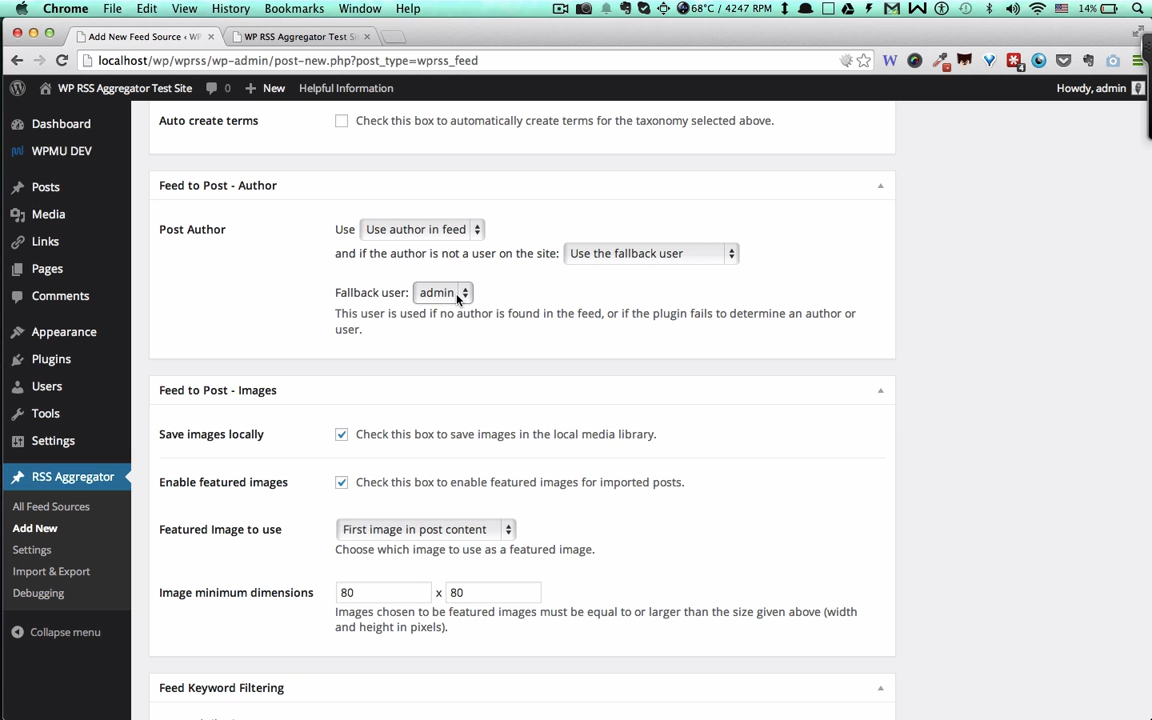 Chrome File Edit View History Bookmarks Window Help 68°C / 4247 RPM 14%
Add New Feed Source ‹ WP WP RSS Aggregator Test Sit
localhost/wp/wprss/wp-admin/post-new.php?post_type=wprss_feed
WP RSS Aggregator Test Site 0 + New Helpful Information Howdy, admin
Dashboard
WPMU DEV
Posts
Media
Links
Pages
Comments
Appearance
Plugins
Users
Tools
Settings
RSS Aggregator
All Feed Sources
Add New
Settings
Import & Export
Debugging
Collapse menu
Auto create terms Check this box to automatically create terms for the taxonomy selected above.
Feed to Post - Author
Post Author Use Use author in feed
and if the author is not a user on the site: Use the fallback user
Fallback user: admin
This user is used if no author is found in the feed, or if the plugin fails to determine an author or
user.
Feed to Post - Images
Save images locally Check this box to save images in the local media library.
Enable featured images Check this box to enable featured images for imported posts.
Featured Image to use First image in post content
Choose which image to use as a featured image.
Image minimum dimensions 80 x 80
Images chosen to be featured images must be equal to or larger than the size given above (width
and height in pixels).
Feed Keyword Filtering